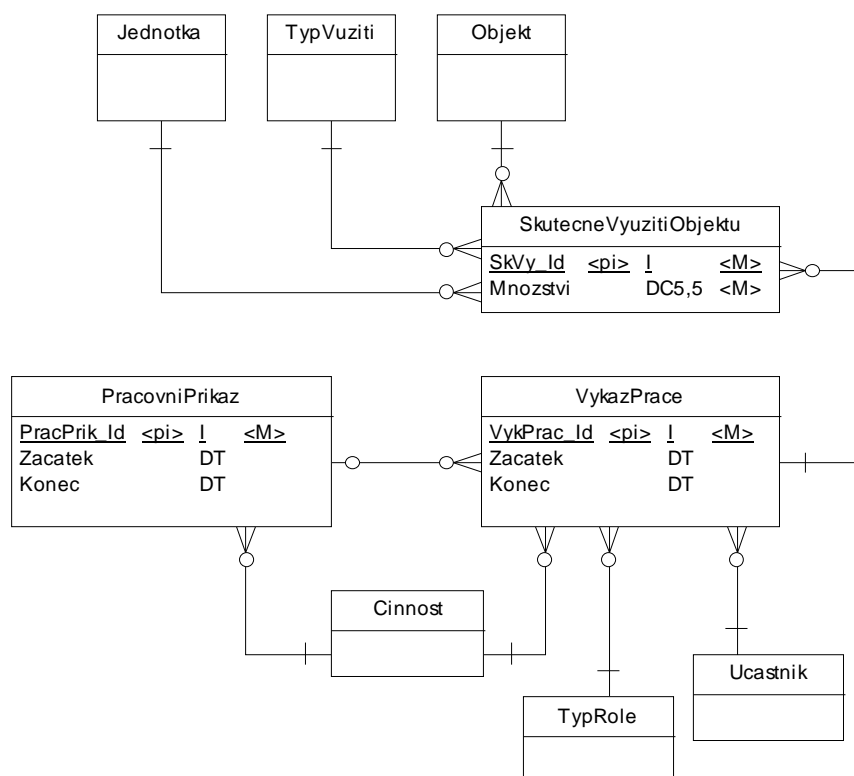 Jednotka
TypVuziti
Objekt
SkutecneVyuzitiObjektu
SkVy_Id <pi> I <M>
Mnozstvi DC5,5 <M>
PracovniPrikaz
PracPrik_Id <pi> I <M>
Zacatek DT
Konec DT
VykazPrace
VykPrac_Id <pi> I <M>
Zacatek DT
Konec DT
Cinnost
Ucastnik
TypRole